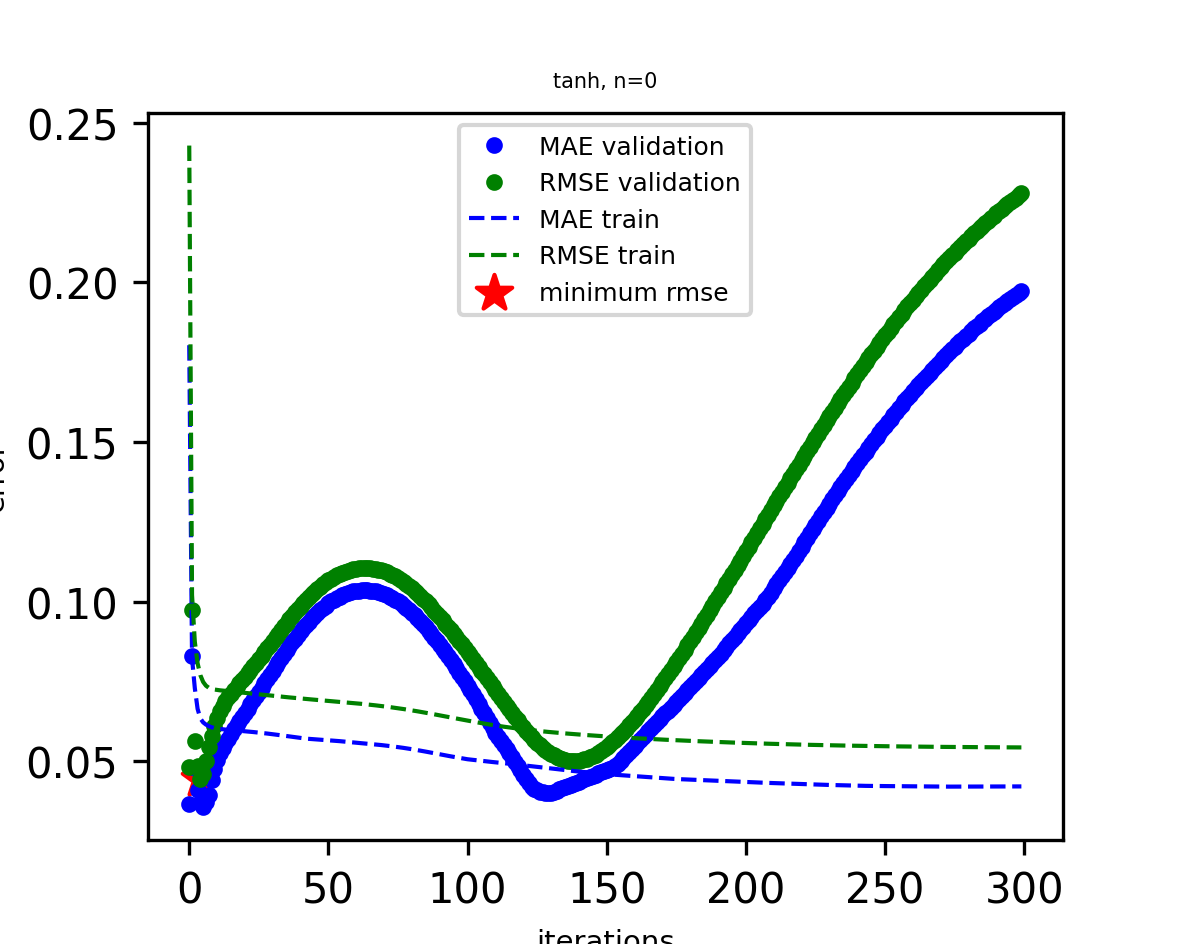 tanh, n=0
0.25
0.20
0.15
0.10
0.05
MAE validation
RMSE validation
MAE train
RMSE train
minimum rmse
0 50 100 150 200 250 300
iterations